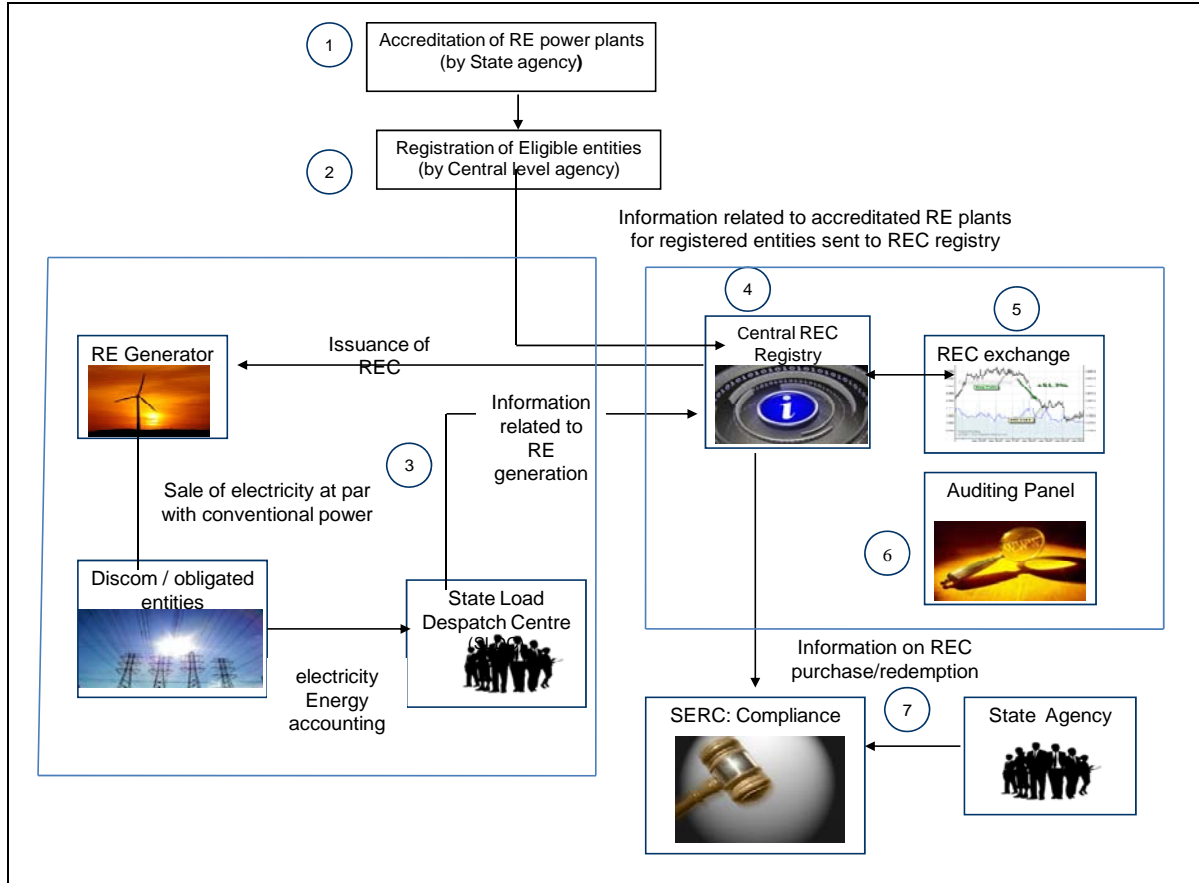 1
Accreditation of RE power plants
(by State agency)
2
Registration of Eligible entities
(by Central level agency)
Information related to accreditated RE plants
for registered entities sent to REC registry
4
5
RE Generator
Issuance of
REC
Central REC
Registry
i
REC exchange
3
Information
related to
RE
generation
Sale of electricity at par
with conventional power
Auditing Panel
6
Discom / obligated
entities
State Load
Despatch Centre
electricity
Energy
accounting
Information on REC
purchase/redemption
SERC: Compliance
7
State Agency